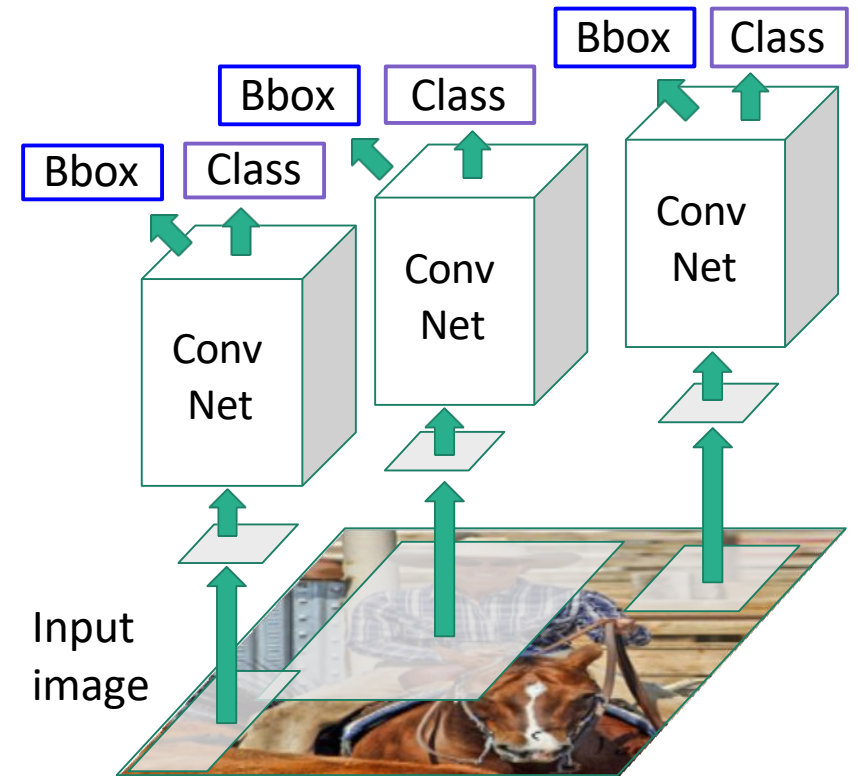 Bbox Class
Bbox Class
Bbox Class
Conv
Net
Conv
Net
Conv
Net
Input
image